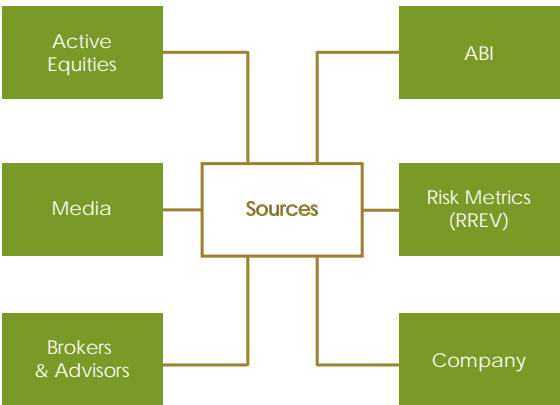 Active
Equities
ABI
Media
Sources
Risk Metrics
(RREV)
Brokers
& Advisors
Company